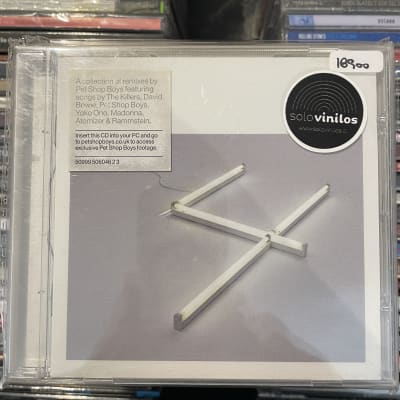 A collection of remixes by
Pet Shop Boys featuring
songs by The Killers, David
Bowie, Pet Shop Boys,
Yoko Ono, Madonna,
Atomizer & Rammstein.
Insert this CD into your PC and go
to petshopboys.co.uk to access
exclusive Pet Shop Boys footage.
18900
solovinilos
ROLLING STONES